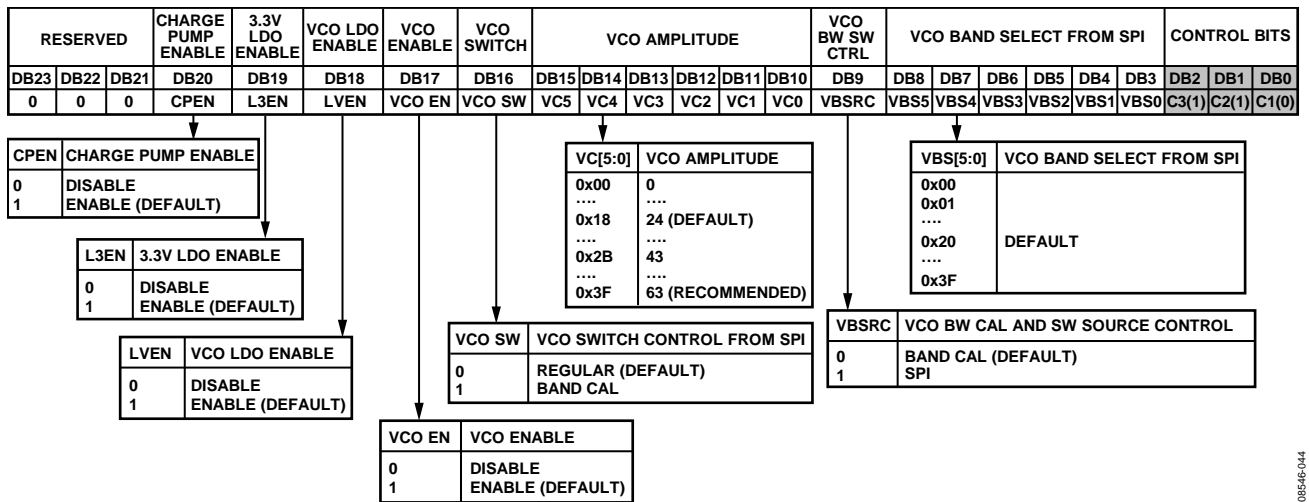 RESERVED
CHARGE PUMP ENABLE
3.3V LDO ENABLE
VCO LDO ENABLE
VCO ENABLE
VCO SWITCH
VCO AMPLITUDE
VCO BW SW CTRL
VCO BAND SELECT FROM SPI
CONTROL BITS
DB23 DB22 DB21 DB20 DB19 DB18 DB17 DB16 DB15 DB14 DB13 DB12 DB11 DB10 DB9 DB8 DB7 DB6 DB5 DB4 DB3 DB2 DB1 DB0
0 0 0 CPEN L3EN LVEN VCO EN VCO SW VC5 VC4 VC3 VC2 VC1 VC0 VBSRC VBS5 VBS4 VBS3 VBS2 VBS1 VBS0 C3(1) C2(1) C1(0)
CPEN CHARGE PUMP ENABLE
0 DISABLE
1 ENABLE (DEFAULT)
L3EN 3.3V LDO ENABLE
0 DISABLE
1 ENABLE (DEFAULT)
LVEN VCO LDO ENABLE
0 DISABLE
1 ENABLE (DEFAULT)
VCO EN VCO ENABLE
0 DISABLE
1 ENABLE (DEFAULT)
VCO SW VCO SWITCH CONTROL FROM SPI
0 REGULAR (DEFAULT)
1 BAND CAL
VC[5:0] VCO AMPLITUDE
0x00 0
.... ....
0x18 24 (DEFAULT)
.... ....
0x2B 43
.... ....
0x3F 63 (RECOMMENDED)
VBSRC VCO BW CAL AND SW SOURCE CONTROL
0 BAND CAL (DEFAULT)
1 SPI
VBS[5:0] VCO BAND SELECT FROM SPI
0x00
0x01
....
0x20 DEFAULT
....
0x3F
08546-044